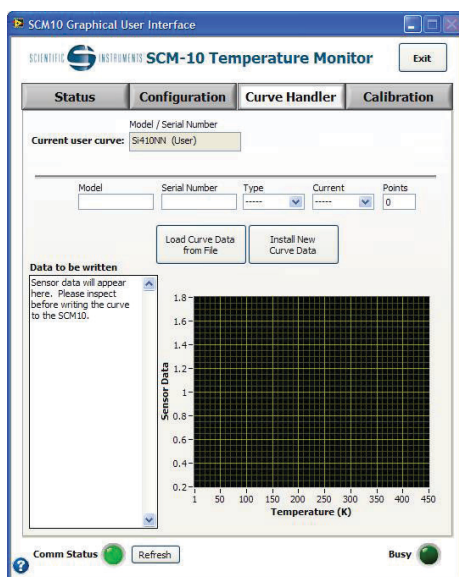 SCM10 Graphical User Interface
SCIENTIFIC INSTRUMENTS SCM-10 Temperature Monitor
Exit
Status Configuration Curve Handler Calibration
Model / Serial Number
Current user curve: Si410NN (User)
Model Serial Number Type Current Points
----- ----- 0
Load Curve Data Install New
from File Curve Data
Data to be written
Sensor data will appear
here. Please inspect
before writing the curve
to the SCM10.
1.8
1.6
1.4
1.2
1
0.8
0.6
0.4
0.2
Sensor Data
1 50 100 150 200 250 300 350 400 450
Temperature (K)
Comm Status Refresh Busy
?